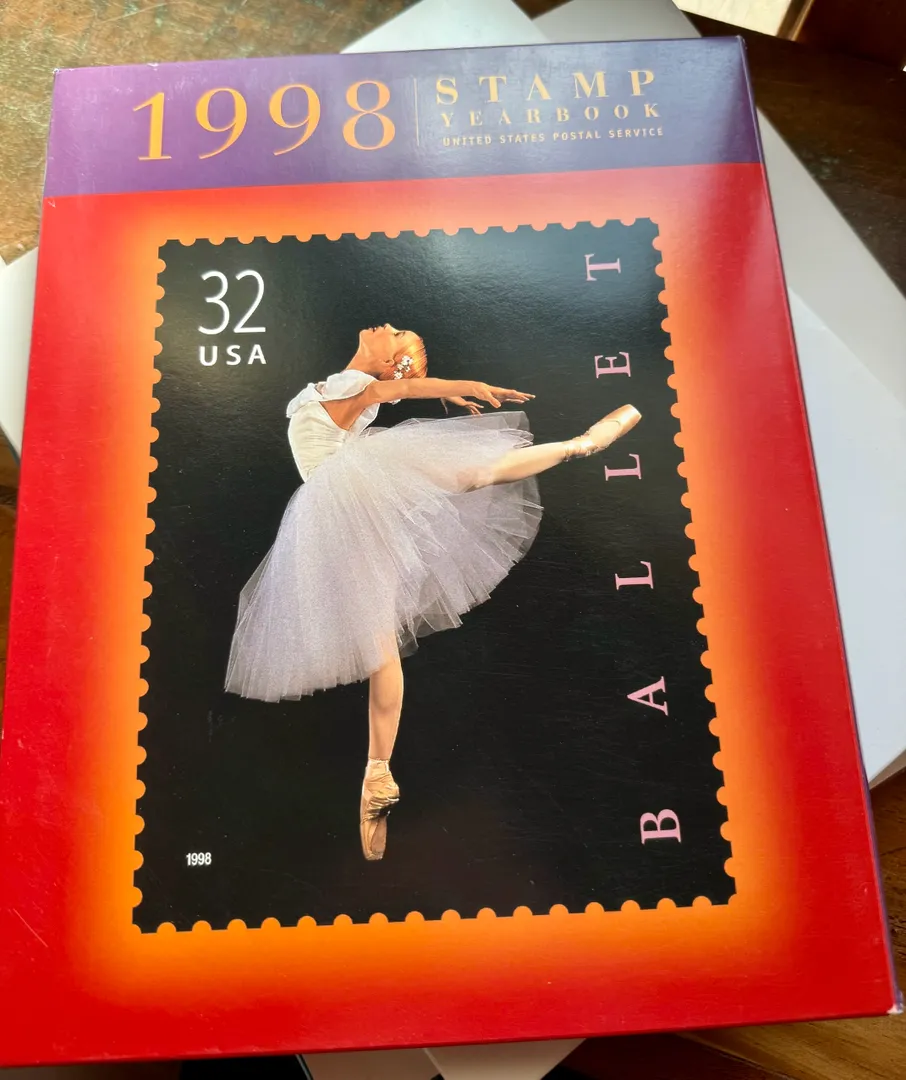 1998
STAMP
YEARBOOK
UNITED STATES POSTAL SERVICE
32
USA
BALLET
1998